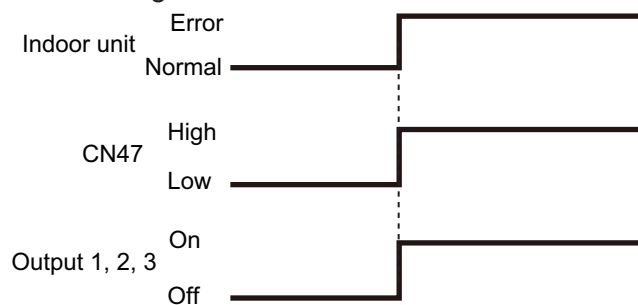 Error
Indoor unit
Normal
High
CN47
Low
On
Output 1, 2, 3
Off